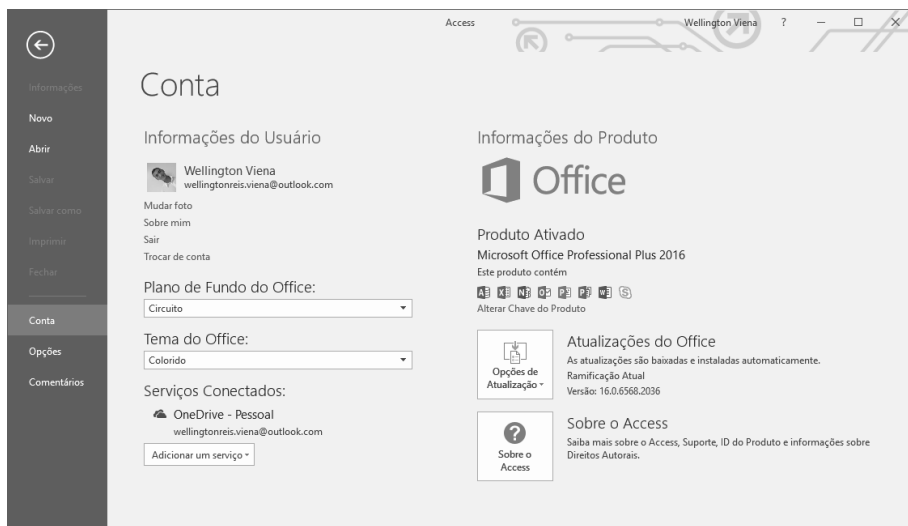 Access
Wellington Viena ?
Informações
Novo
Abrir
Salvar
Salvar como
Imprimir
Fechar
Conta
Opções
Comentários
Conta
Informações do Usuário
Wellington Viena
wellingtonreis.viena@outlook.com
Mudar foto
Sobre mim
Sair
Trocar de conta
Plano de Fundo do Office:
Circuito
Tema do Office:
Colorido
Serviços Conectados:
OneDrive - Pessoal
wellingtonreis.viena@outlook.com
Adicionar um serviço
Informações do Produto
Office
Produto Ativado
Microsoft Office Professional Plus 2016
Este produto contém
Alterar Chave do Produto
Opções de
Atualização
Atualizações do Office
As atualizações são baixadas e instaladas automaticamente.
Ramificação Atual
Versão: 16.0.6568.2036
Sobre o
Access
Sobre o Access
Saiba mais sobre o Access, Suporte, ID do Produto e informações sobre
Direitos Autorais.